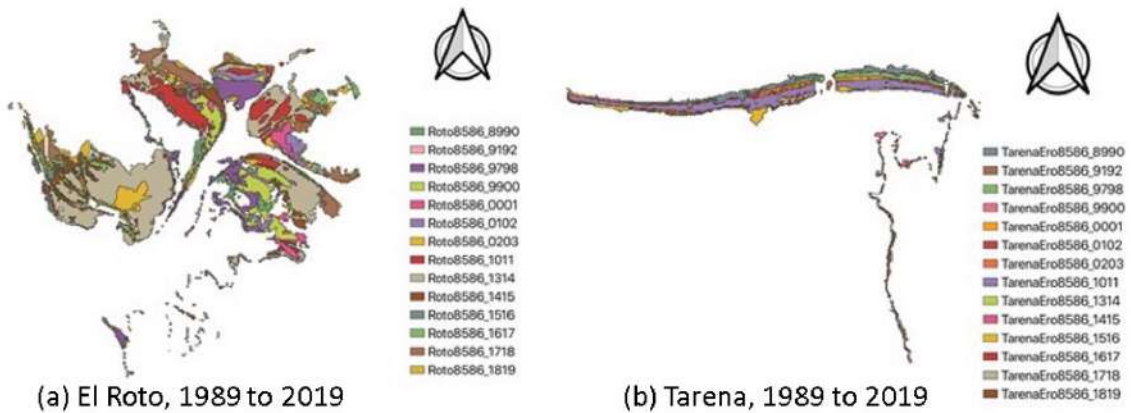 Roto8586_8990
Roto8586_9192
Roto8586_9798
Roto8586_9900
Roto8586_0001
Roto8586_0102
Roto8586_0203
Roto8586_1011
Roto8586_1314
Roto8586_1415
Roto8586_1516
Roto8586_1617
Roto8586_1718
Roto8586_1819
(a) El Roto, 1989 to 2019
TarenaEro8586_8990
TarenaEro8586_9192
TarenaEro8586_9798
TarenaEro8586_9900
TarenaEro8586_0001
TarenaEro8586_0102
TarenaEro8586_0203
TarenaEro8586_1011
TarenaEro8586_1314
TarenaEro8586_1415
TarenaEro8586_1516
TarenaEro8586_1617
TarenaEro8586_1718
TarenaEro8586_1819
(b) Tarena, 1989 to 2019